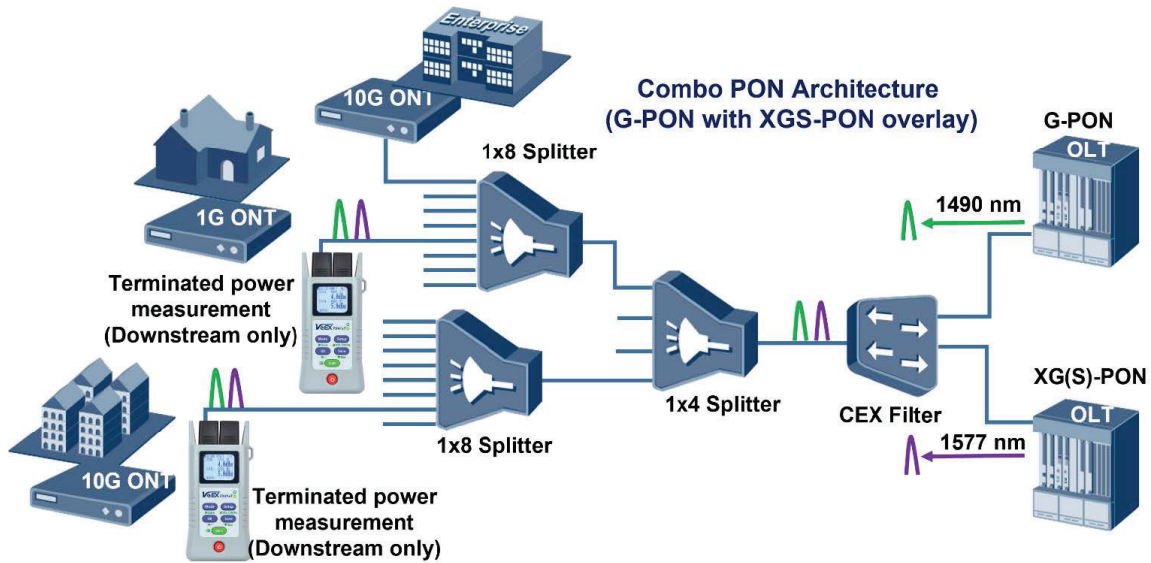 Enterprise
10G ONT
Combo PON Architecture
(G-PON with XGS-PON overlay)
G-PON
OLT
1x8 Splitter
1G ONT
1490 nm
Terminated power
measurement
(Downstream only)
VeEX
XG(S)-PON
OLT
1x4 Splitter
CEX Filter
1x8 Splitter
1577 nm
10G ONT
VeEX
Terminated power
measurement
(Downstream only)